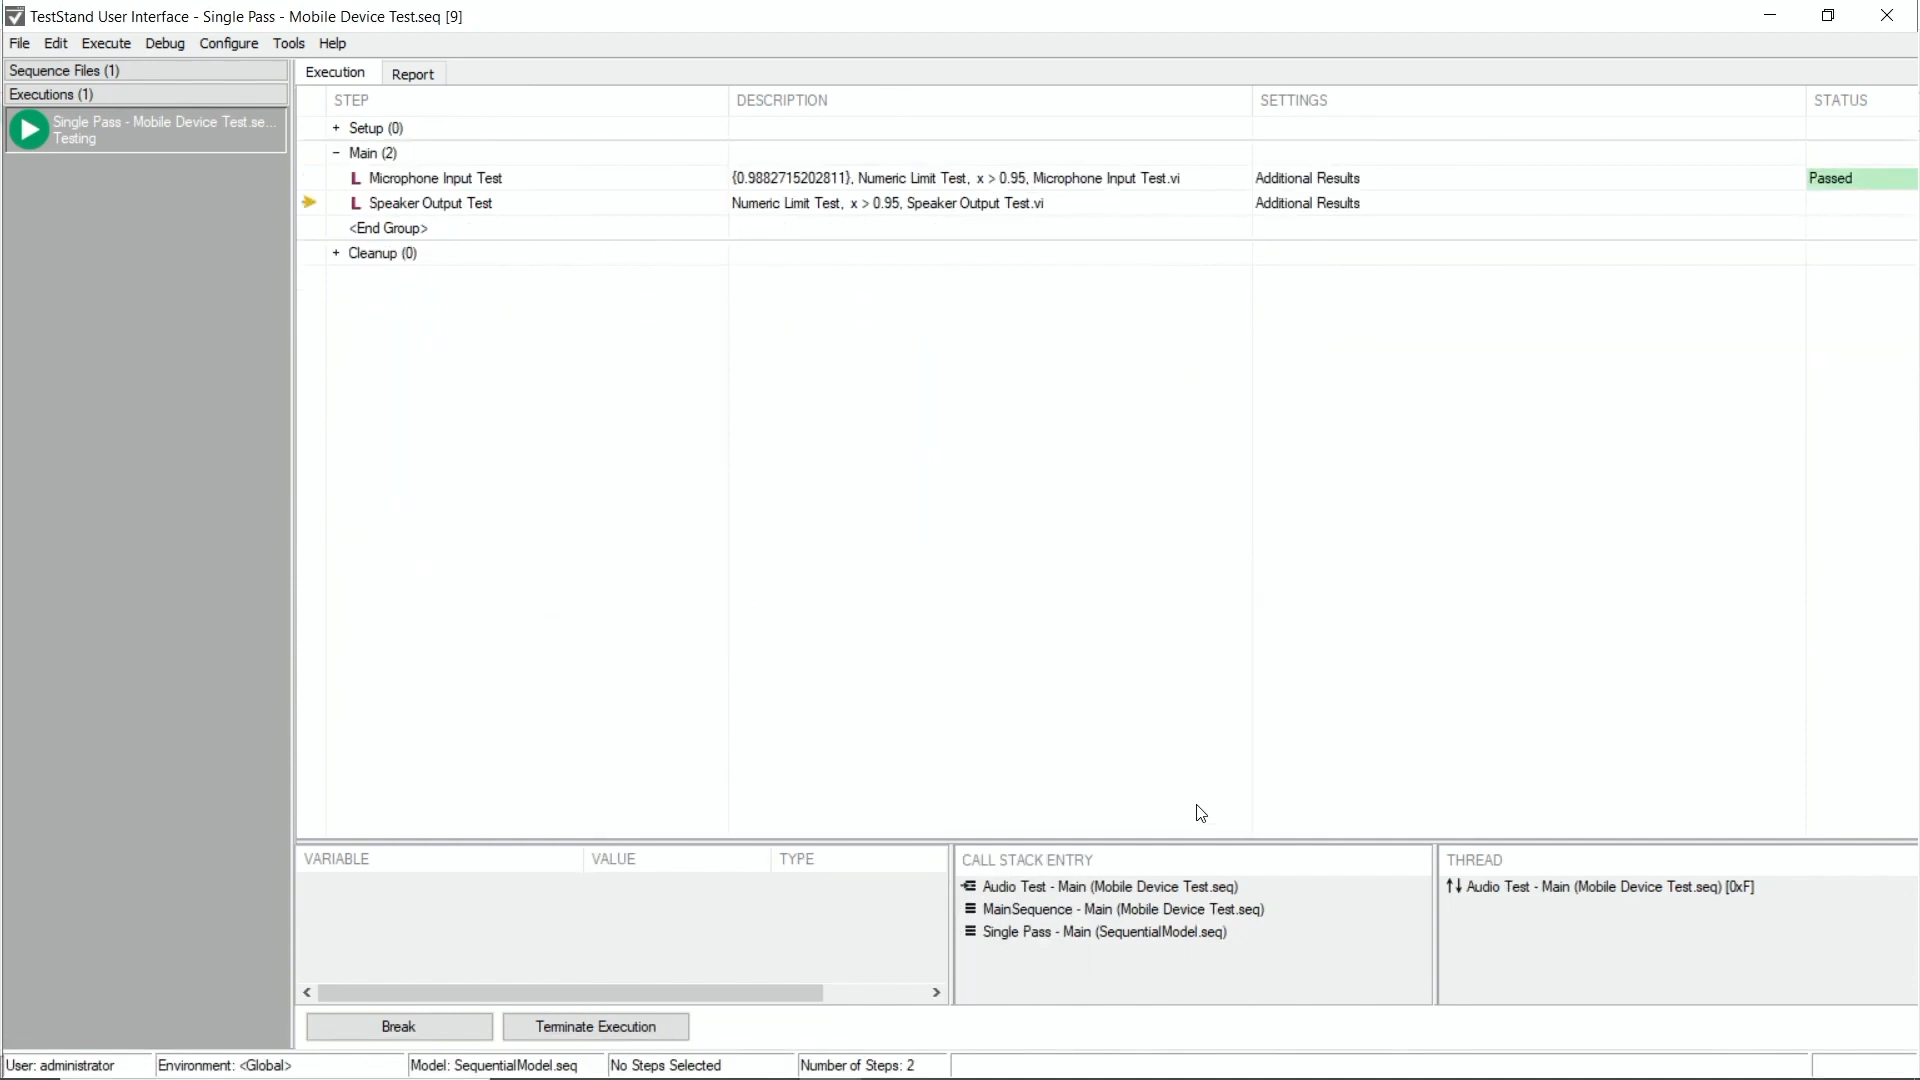 TestStand User Interface - Single Pass - Mobile Device Test.seq [9]
File Edit Execute Debug Configure Tools Help
Sequence Files (1)
Executions (1)
Single Pass - Mobile Device Test.se...
Testing
Execution Report
STEP DESCRIPTION SETTINGS STATUS
+ Setup (0)
- Main (2)
L Microphone Input Test {0.9882715202811}, Numeric Limit Test, x > 0.95, Microphone Input Test.vi Additional Results Passed
L Speaker Output Test Numeric Limit Test, x > 0.95, Speaker Output Test.vi Additional Results
<End Group>
+ Cleanup (0)
VARIABLE VALUE TYPE
CALL STACK ENTRY
Audio Test - Main (Mobile Device Test.seq)
MainSequence - Main (Mobile Device Test.seq)
Single Pass - Main (SequentialModel.seq)
THREAD
Audio Test - Main (Mobile Device Test.seq) [0xF]
Break Terminate Execution
User: administrator Environment: <Global> Model: SequentialModel.seq No Steps Selected Number of Steps: 2